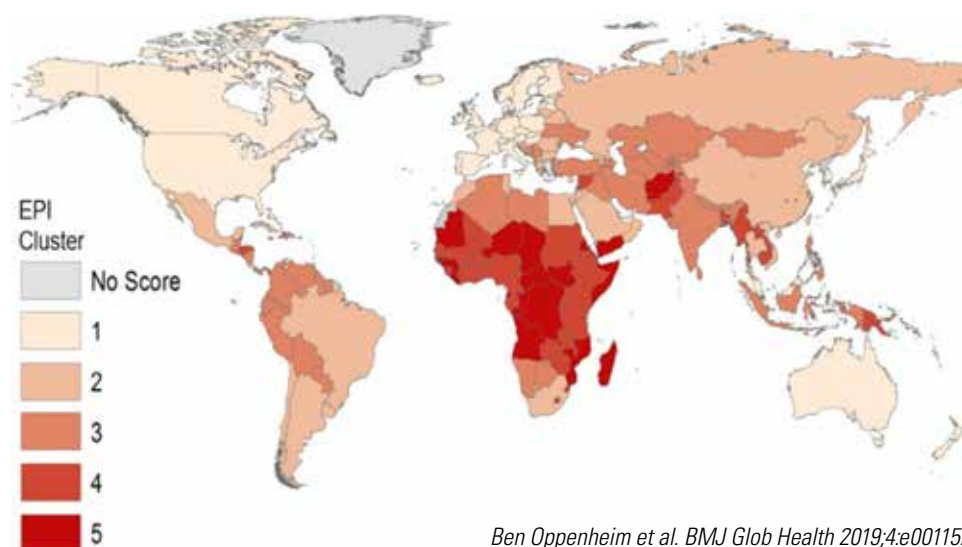 EPI
Cluster
No Score
1
2
3
4
5
Ben Oppenheim et al. BMJ Glob Health 2019;4:e00115